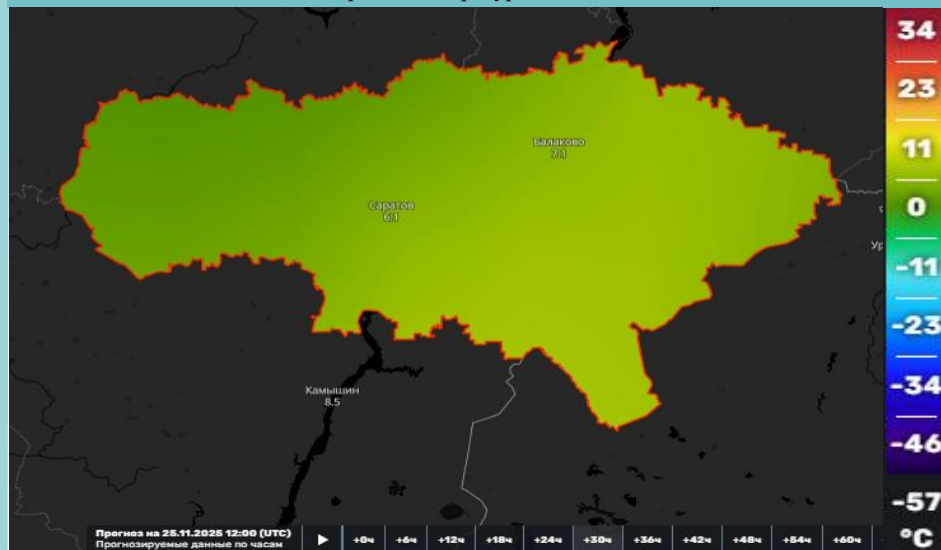 34
23
11
0
-11
-23
-34
-46
-57
°C
Балаково
7.1
Саратов
6.1
Ур
Камышин
8.5
Прогноз на 25.11.2025 12:00 (UTC)
Прогнозируемые данные по часам
+0ч +6ч +12ч +18ч +24ч +30ч +36ч +42ч +48ч +54ч +60ч